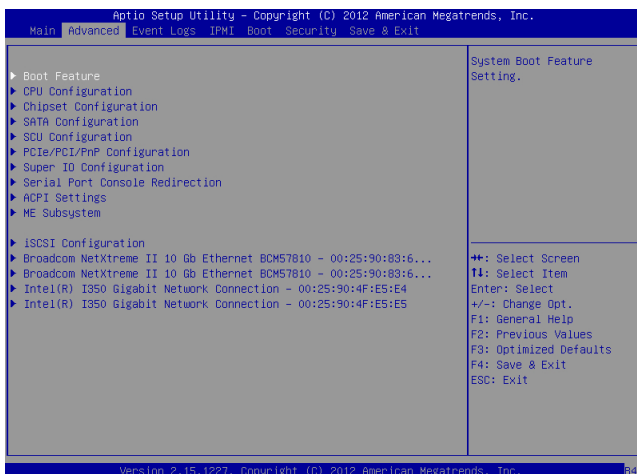 Aptio Setup Utility – Copyright (C) 2012 American Megatrends, Inc.
Main Advanced Event Logs IPMI Boot Security Save & Exit
▶ Boot Feature
▶ CPU Configuration
▶ Chipset Configuration
▶ SATA Configuration
▶ SCU Configuration
▶ PCIe/PCI/PnP Configuration
▶ Super IO Configuration
▶ Serial Port Console Redirection
▶ ACPI Settings
▶ ME Subsystem
▶ iSCSI Configuration
▶ Broadcom NetXtreme II 10 Gb Ethernet BCM57810 – 00:25:90:83:6...
▶ Broadcom NetXtreme II 10 Gb Ethernet BCM57810 – 00:25:90:83:6...
▶ Intel(R) I350 Gigabit Network Connection – 00:25:90:4F:E5:E4
▶ Intel(R) I350 Gigabit Network Connection – 00:25:90:4F:E5:E5
System Boot Feature
Setting.
→←: Select Screen
↑↓: Select Item
Enter: Select
+/-: Change Opt.
F1: General Help
F2: Previous Values
F3: Optimized Defaults
F4: Save & Exit
ESC: Exit
Version 2.15.1227. Copyright (C) 2012 American Megatrends, Inc.